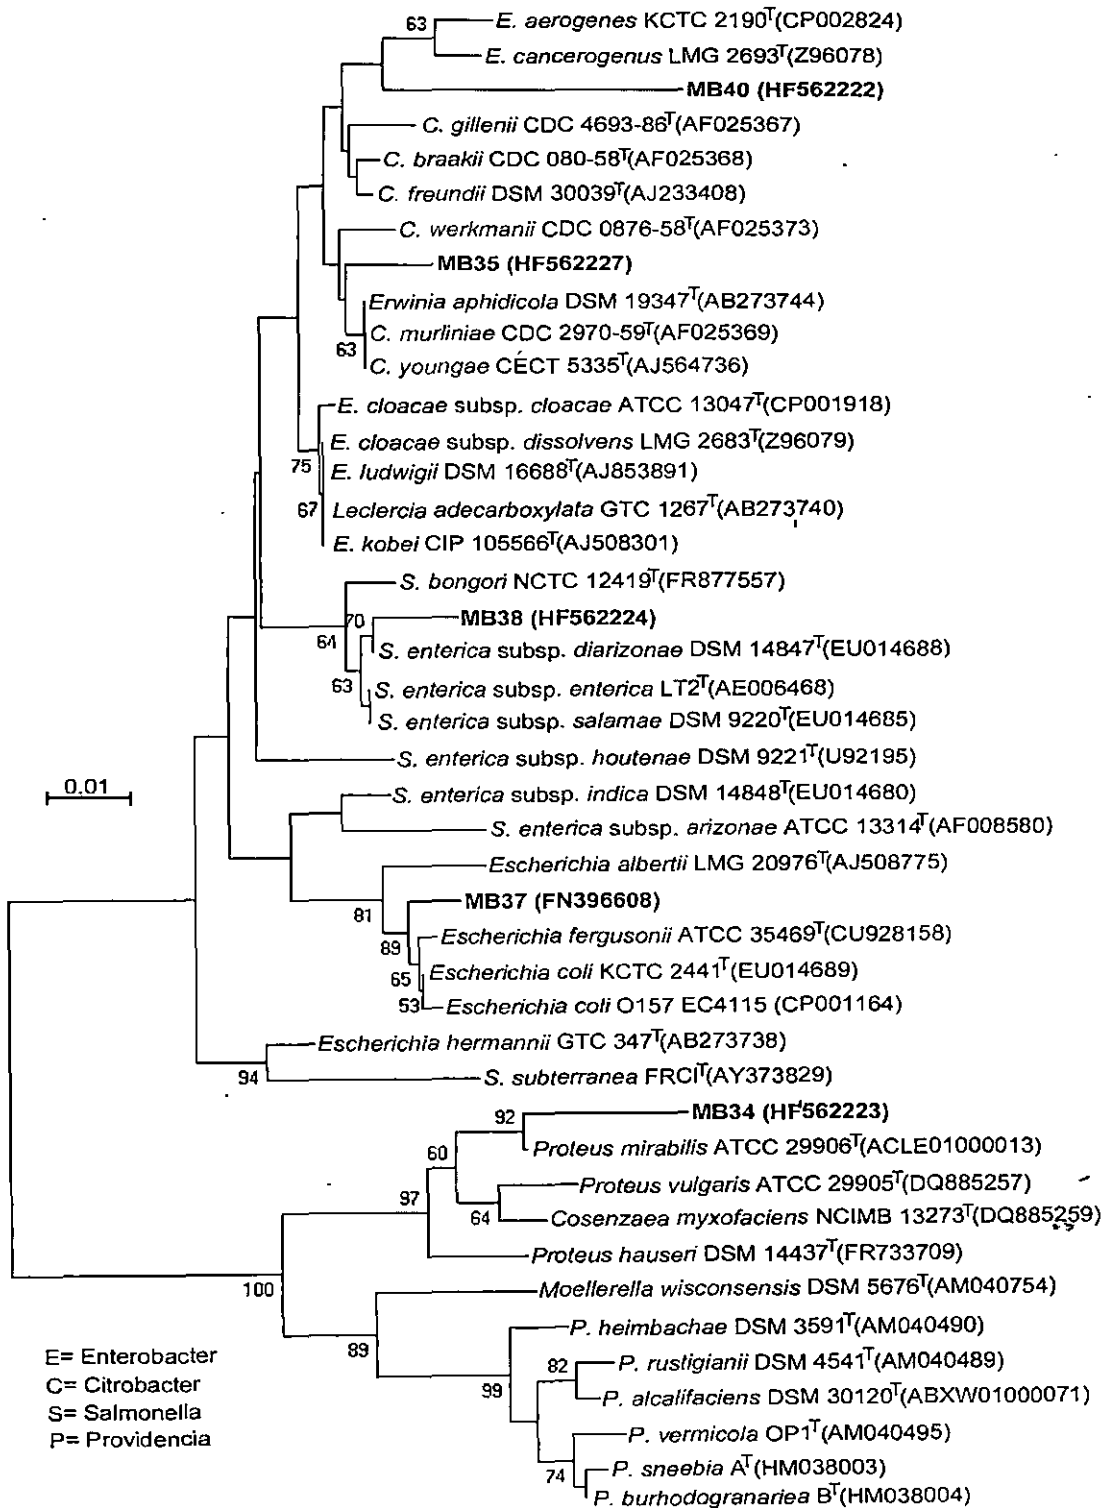 63
E. aerogenes KCTC 2190T(CP002824)
E. cancerogenus LMG 2693T(Z96078)
MB40 (HF562222)
C. gillenii CDC 4693-86T(AF025367)
C. braakii CDC 080-58T(AF025368)
C. freundii DSM 30039T(AJ233408)
C. werkmanii CDC 0876-58T(AF025373)
MB35 (HF562227)
Erwinia aphidicola DSM 19347T(AB273744)
C. murliniae CDC 2970-59T(AF025369)
63
C. youngae CÉCT 5335T(AJ564736)
E. cloacae subsp. cloacae ATCC 13047T(CP001918)
E. cloacae subsp. dissolvens LMG 2683T(Z96079)
75
E. ludwigii DSM 16688T(AJ853891)
67
Leclercia adecarboxylata GTC 1267T(AB273740)
E. kobei CIP 105566T(AJ508301)
S. bongori NCTC 12419T(FR877557)
70
MB38 (HF562224)
64
S. enterica subsp. diarizonae DSM 14847T(EU014688)
63
S. enterica subsp. enterica LT2T(AE006468)
S. enterica subsp. salamae DSM 9220T(EU014685)
S. enterica subsp. houtenae DSM 9221T(U92195)
0.01
S. enterica subsp. indica DSM 14848T(EU014680)
S. enterica subsp. arizonae ATCC 13314T(AF008580)
Escherichia albertii LMG 20976T(AJ508775)
81
MB37 (FN396608)
89
Escherichia fergusonii ATCC 35469T(CU928158)
65
Escherichia coli KCTC 2441T(EU014689)
53
Escherichia coli O157 EC4115 (CP001164)
Escherichia hermannii GTC 347T(AB273738)
94
S. subterranea FRCIT(AY373829)
92
MB34 (HF562223)
60
Proteus mirabilis ATCC 29906T(ACLE01000013)
Proteus vulgaris ATCC 29905T(DQ885257)
97
64
Cosenzaea myxofaciens NCIMB 13273T(DQ885259)
Proteus hauseri DSM 14437T(FR733709)
100
Moellerella wisconsensis DSM 5676T(AM040754)
P. heimbachae DSM 3591T(AM040490)
89
82
P. rustigianii DSM 4541T(AM040489)
99
P. alcalifaciens DSM 30120T(ABXW01000071)
P. vermicola OP1T(AM040495)
74
P. sneebia AT(HM038003)
P. burhodogranariea BT(HM038004)
E= Enterobacter
C= Citrobacter
S= Salmonella
P= Providencia